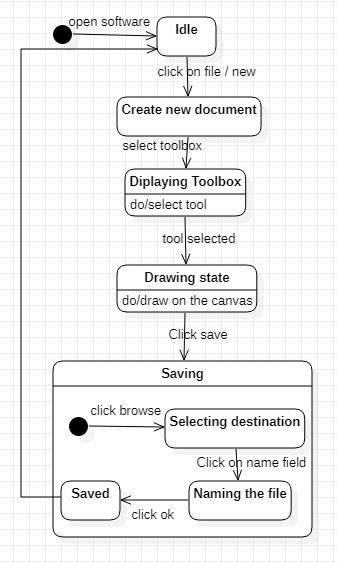 open software
Idle
click on file / new
Create new document
select toolbox
Diplaying Toolbox
do/select tool
tool selected
Drawing state
do/draw on the canvas
Click save
Saving
click browse
Selecting destination
Click on name field
Saved
Naming the file
click ok